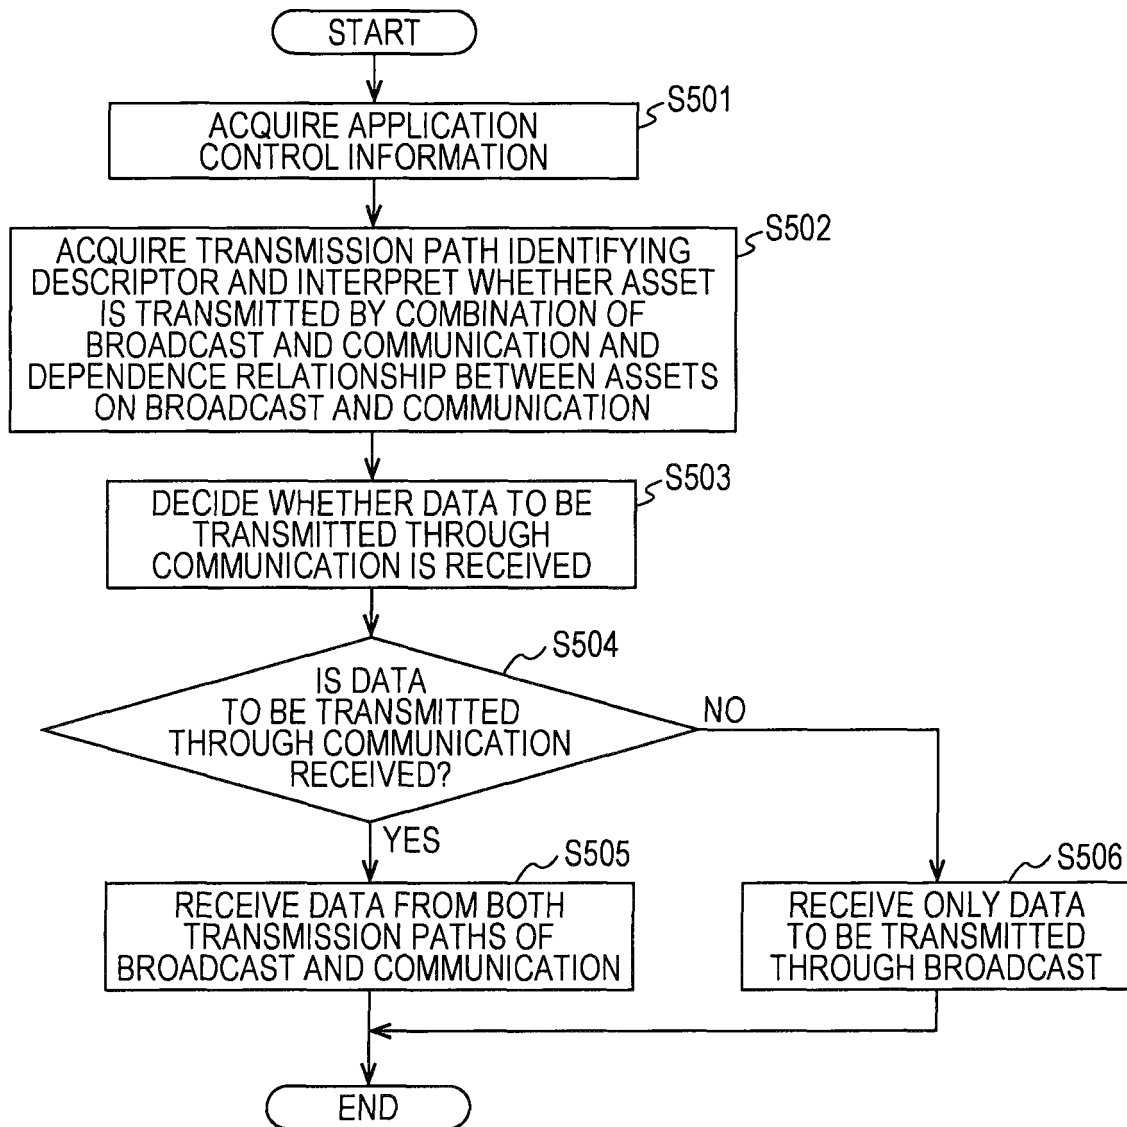 START
S501
ACQUIRE APPLICATION
CONTROL INFORMATION
S502
ACQUIRE TRANSMISSION PATH IDENTIFYING
DESCRIPTOR AND INTERPRET WHETHER ASSET
IS TRANSMITTED BY COMBINATION OF
BROADCAST AND COMMUNICATION AND
DEPENDENCE RELATIONSHIP BETWEEN ASSETS
ON BROADCAST AND COMMUNICATION
S503
DECIDE WHETHER DATA TO BE
TRANSMITTED THROUGH
COMMUNICATION IS RECEIVED
S504
IS DATA
TO BE TRANSMITTED
THROUGH COMMUNICATION
RECEIVED?
NO
YES
S505
RECEIVE DATA FROM BOTH
TRANSMISSION PATHS OF
BROADCAST AND COMMUNICATION
S506
RECEIVE ONLY DATA
TO BE TRANSMITTED
THROUGH BROADCAST
END